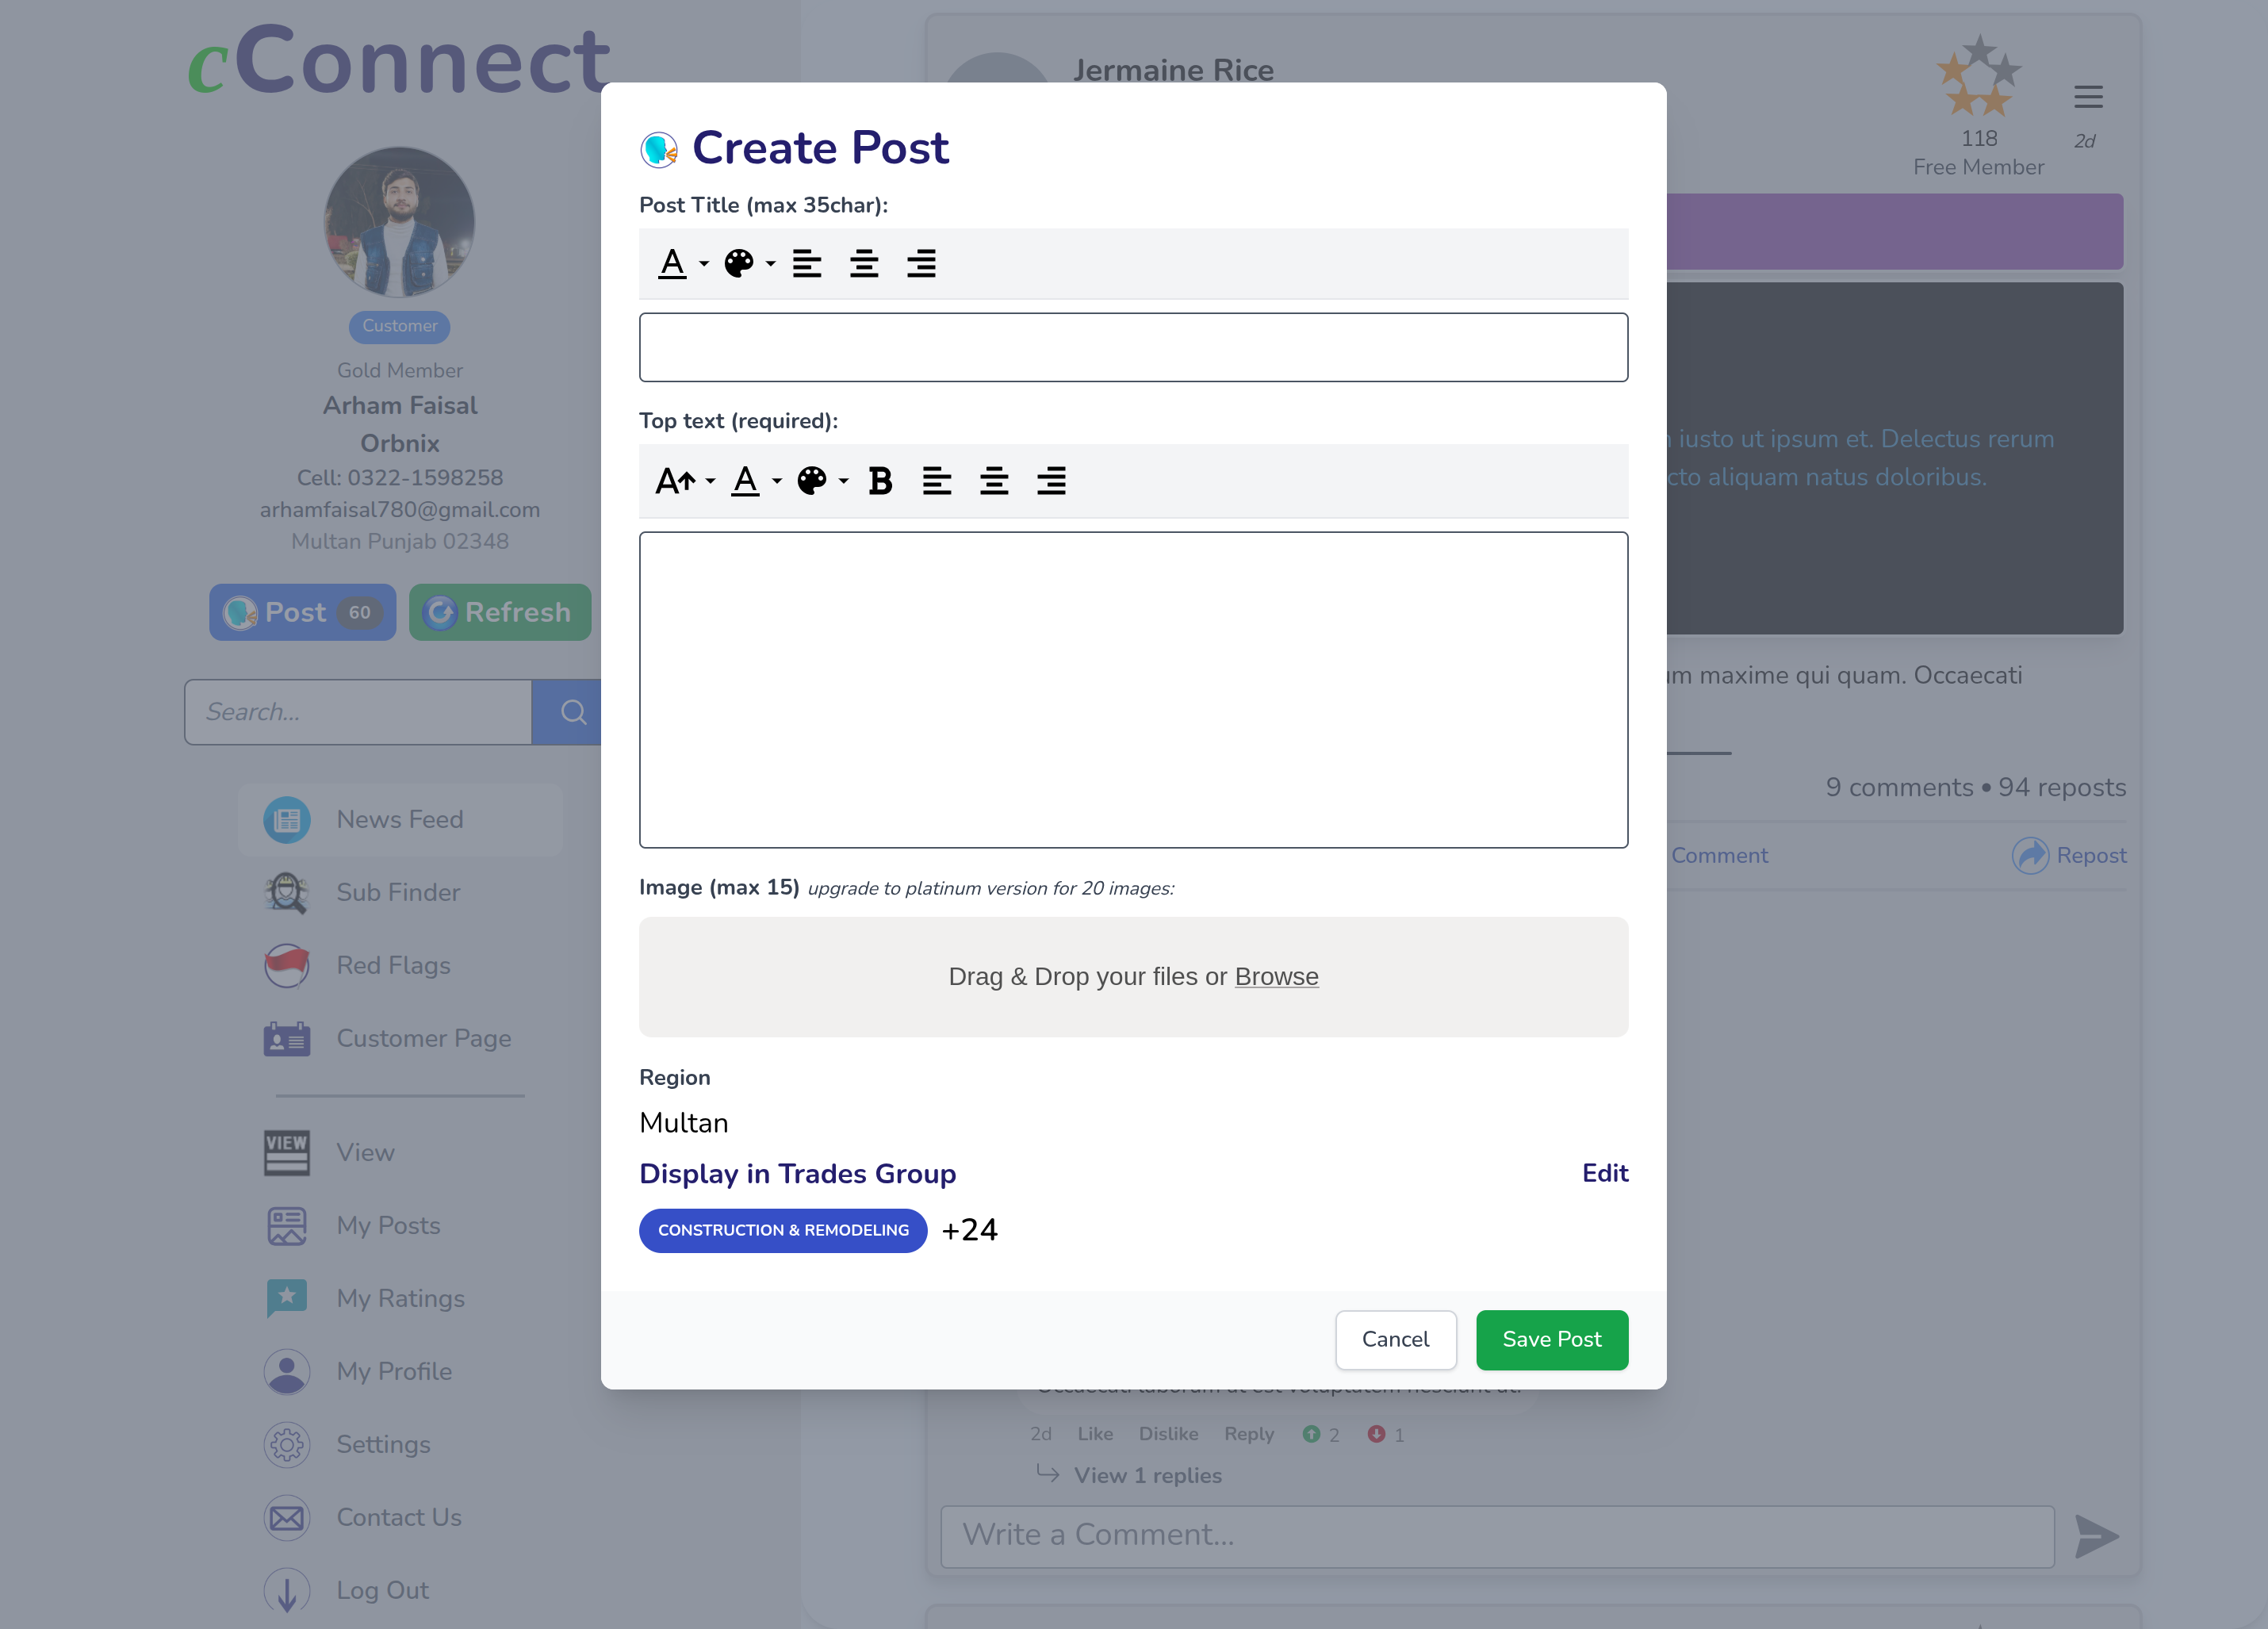 cConnect
Customer
Gold Member
Arham Faisal
Orbnix
Cell: 0322-1598258
arhamfaisal780@gmail.com
Multan Punjab 02348
Post 60
Refresh
Search...
News Feed
Sub Finder
Red Flags
Customer Page
VIEW
View
My Posts
My Ratings
My Profile
Settings
Contact Us
Log Out
Create Post
Post Title (max 35char):
A
Top text (required):
A A B
Image (max 15) upgrade to platinum version for 20 images:
Drag & Drop your files or Browse
Region
Multan
Display in Trades Group
Edit
CONSTRUCTION & REMODELING +24
Cancel
Save Post
Jermaine Rice
118
Free Member
2d
iusto ut ipsum et. Delectus rerum
aliquam natus doloribus.
maxime qui quam. Occaecati
9 comments • 94 reposts
Comment
Repost
2d Like Dislike Reply 2 1
View 1 replies
Write a Comment...